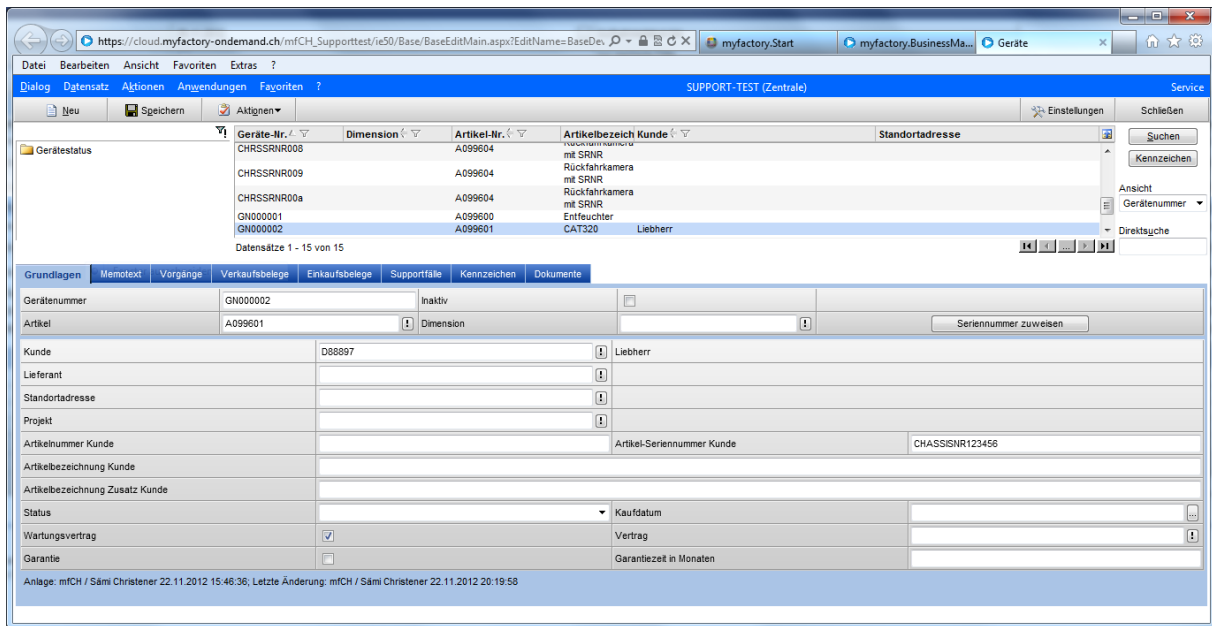 https://cloud.myfactory-ondemand.ch/mfCH_Supporttest/ie50/Base/BaseEditMain.aspx?EditName=BaseDev
myfactory.Start
myfactory.BusinessMa...
Geräte
Datei Bearbeiten Ansicht Favoriten Extras ?
Dialog Datensatz Aktionen Anwendungen Favoriten ? SUPPORT-TEST (Zentrale) Service
Neu Speichern Aktionen Einstellungen Schließen
Geräte-Nr. Dimension Artikel-Nr. Artikelbezeich Kunde Standortadresse Suchen
Gerätestatus
CHRSSRNR008 A099604 Rückfahrkamera
mit SRNR
Kennzeichen
CHRSSRNR009 A099604 Rückfahrkamera
mit SRNR
CHRSSRNR00a A099604 Rückfahrkamera
mit SRNR
Ansicht
Gerätenummer
GN000001 A099600 Entfeuchter
GN000002 A099601 CAT320 Liebherr
Direktsuche
Datensätze 1 - 15 von 15 ...
Grundlagen Memotext Vorgänge Verkaufsbelege Einkaufsbelege Supportfälle Kennzeichen Dokumente
Gerätenummer GN000002 Inaktiv
Artikel A099601 ! Dimension ! Seriennummer zuweisen
Kunde D88897 ! Liebherr
Lieferant !
Standortadresse !
Projekt !
Artikelnummer Kunde Artikel-Seriennummer Kunde CHASSISNR123456
Artikelbezeichnung Kunde
Artikelbezeichnung Zusatz Kunde
Status Kaufdatum ...
Wartungsvertrag Vertrag !
Garantie Garantiezeit in Monaten
Anlage: mfCH / Sämi Christener 22.11.2012 15:46:36; Letzte Änderung: mfCH / Sämi Christener 22.11.2012 20:19:58